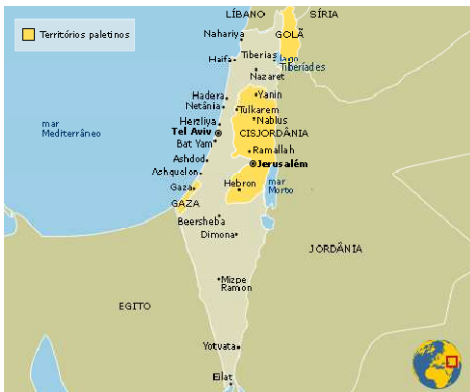 LÍBANO
SÍRIA
Territórios paletinos
Nahariya
GOLÃ
Haifa
Tiberias
lago
Tiberíades
Nazaret
Hadera
Yanin
Netânia
Tulkarem
Nablus
mar
Mediterrâneo
Herzliya
Tel Aviv
CISJORDÂNIA
Bat Yam
Ramallah
Ashdod
Jerusalém
Ashquelon
mar
Morto
Gaza
Hebron
GAZA
Beersheba
Dimona
JORDÂNIA
Mizpe
Ramon
EGITO
Yotvata
Eilat